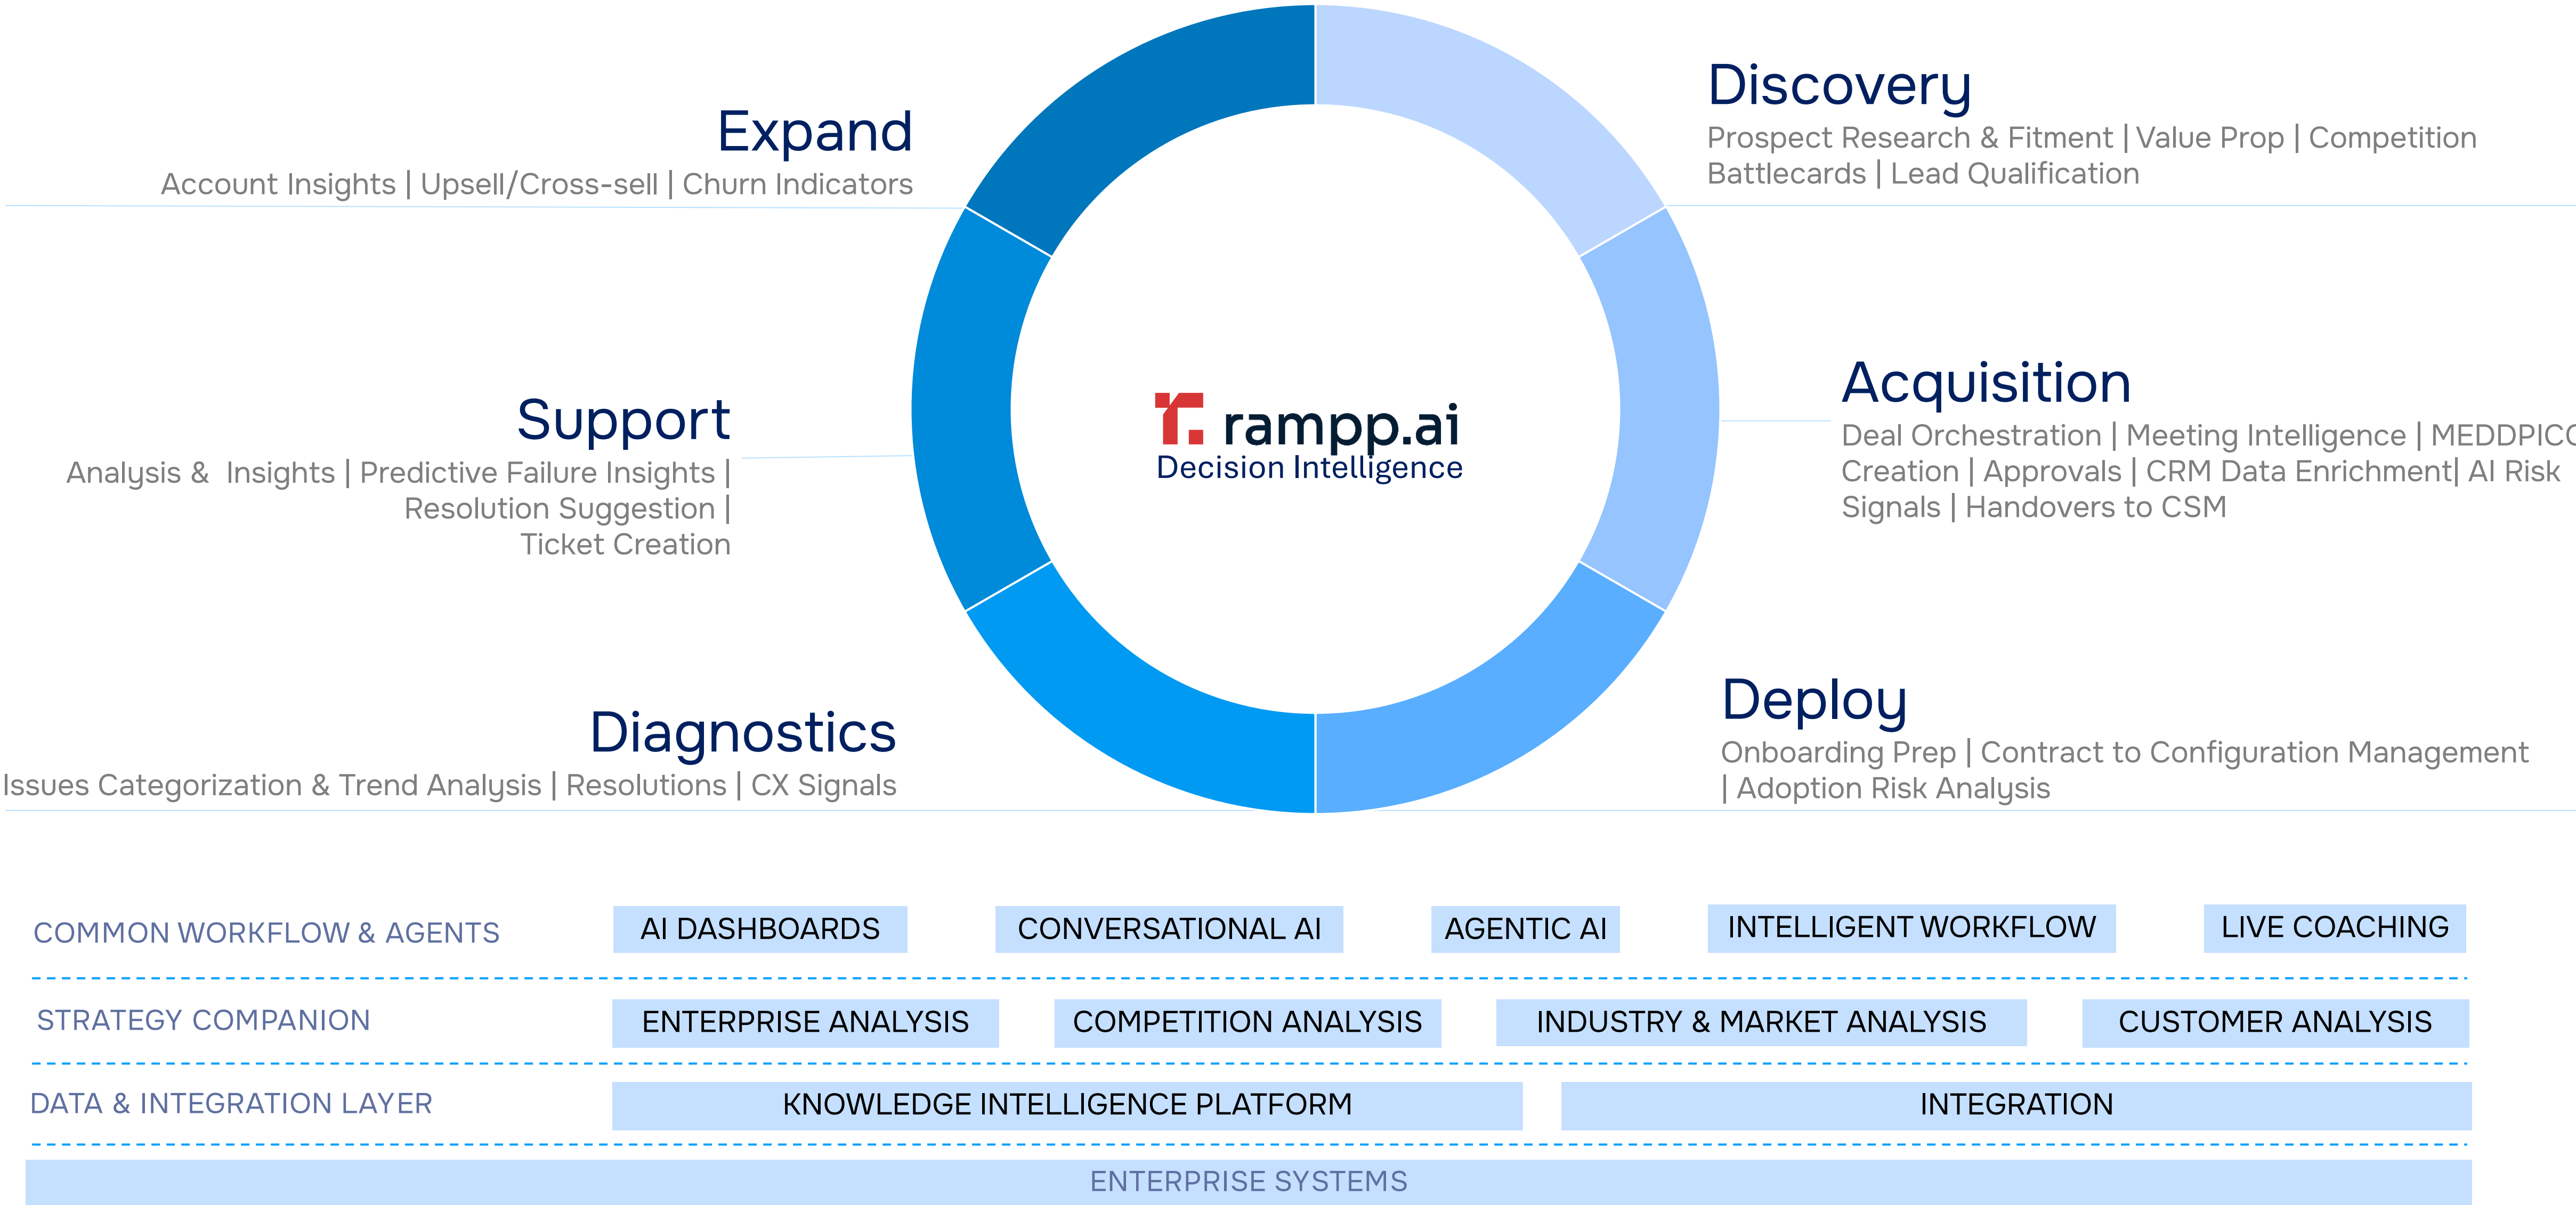 Discovery
Prospect Research & Fitment | Value Prop | Competition
Battlecards | Lead Qualification
Acquisition
Deal Orchestration | Meeting Intelligence |
Creation | Approvals | CRM Data Enrichment| AI Risk
Signals | Handovers to CSM
Deploy
Onboarding Prep | Contract to Configuration Management
| Adoption Risk Analysis
Diagnostics
Issues Categorization & Trend Analysis | Resolutions | CX Signals
Support
Analysis &  Insights | Predictive Failure Insights |
Resolution Suggestion |
Ticket Creation
Expand
Account Insights | Upsell/Cross-sell | Churn Indicators
rampp.ai
Decision Intelligence
COMMON WORKFLOW & AGENTS
AI DASHBOARDS
CONVERSATIONAL AI
AGENTIC AI
INTELLIGENT WORKFLOW
LIVE COACHING
STRATEGY COMPANION
ENTERPRISE ANALYSIS
COMPETITION ANALYSIS
INDUSTRY & MARKET ANALYSIS
CUSTOMER ANALYSIS
DATA & INTEGRATION LAYER
KNOWLEDGE INTELLIGENCE PLATFORM
INTEGRATION
ENTERPRISE SYSTEMS